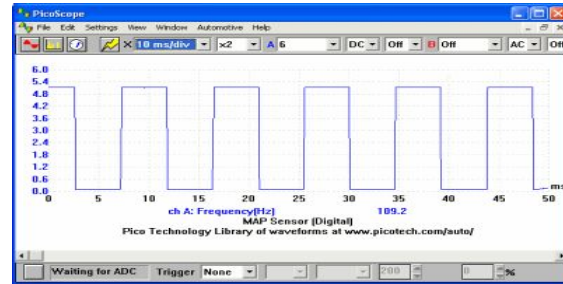 PicoScope
File Edit Settings View Window Automotive Help
X 10 ms/div x2 A 6 DC Off B Off AC Off
6.0
5.4
4.8
4.2
3.6
3.0
2.4
1.8
1.2
0.6
0.0
0 5 10 15 20 25 30 35 40 45 50
ms
ch A: Frequency(Hz) 109.2
MAP Sensor (Digital)
Pico Technology Library of waveforms at www.picotech.com/auto/
Waiting for ADC Trigger None 200 0 %